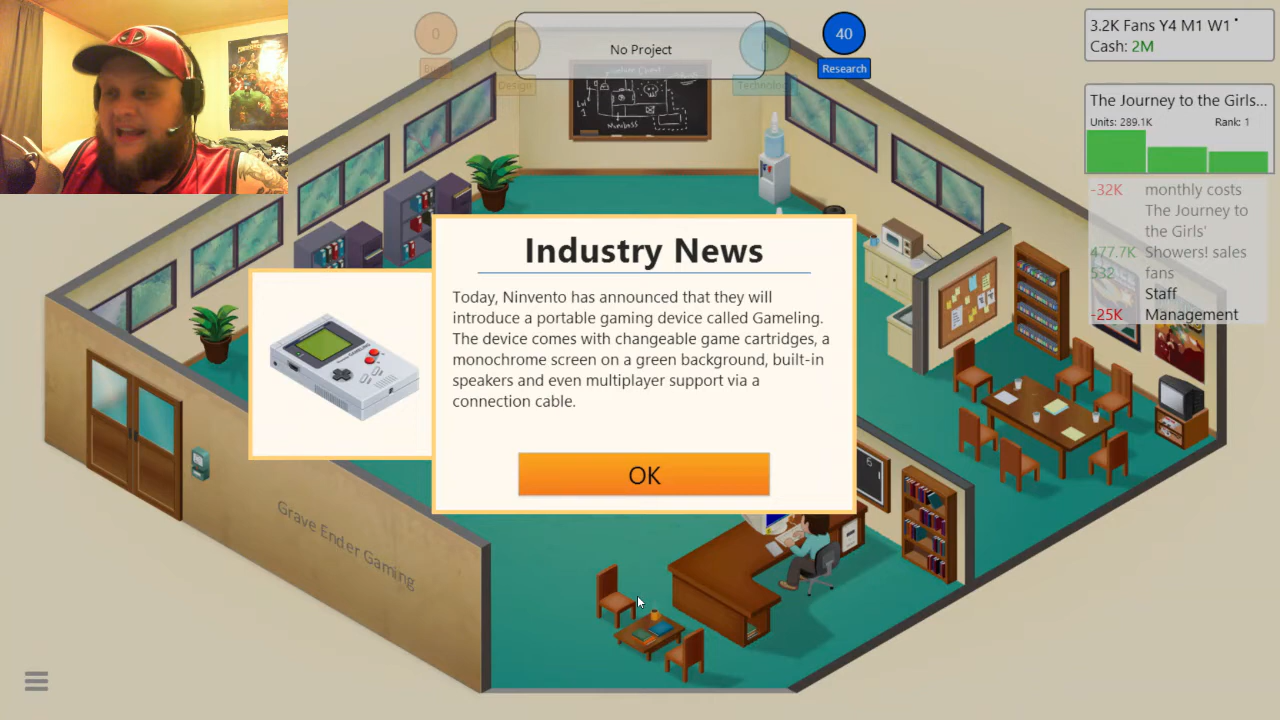 0
No Project
40
Research
Design
3.2K Fans Y4 M1 W1
Cash: 2M
The Journey to the Girls...
Units: 289.1K
Rank: 1
-32K monthly costs
The Journey to
the Girls'
477.7K Showers! sales
532 fans
Staff
-25K Management
Industry News
Today, Ninvento has announced that they will
introduce a portable gaming device called Gameling.
The device comes with changeable game cartridges, a
monochrome screen on a green background, built-in
speakers and even multiplayer support via a
connection cable.
OK
Grave Ender Gaming